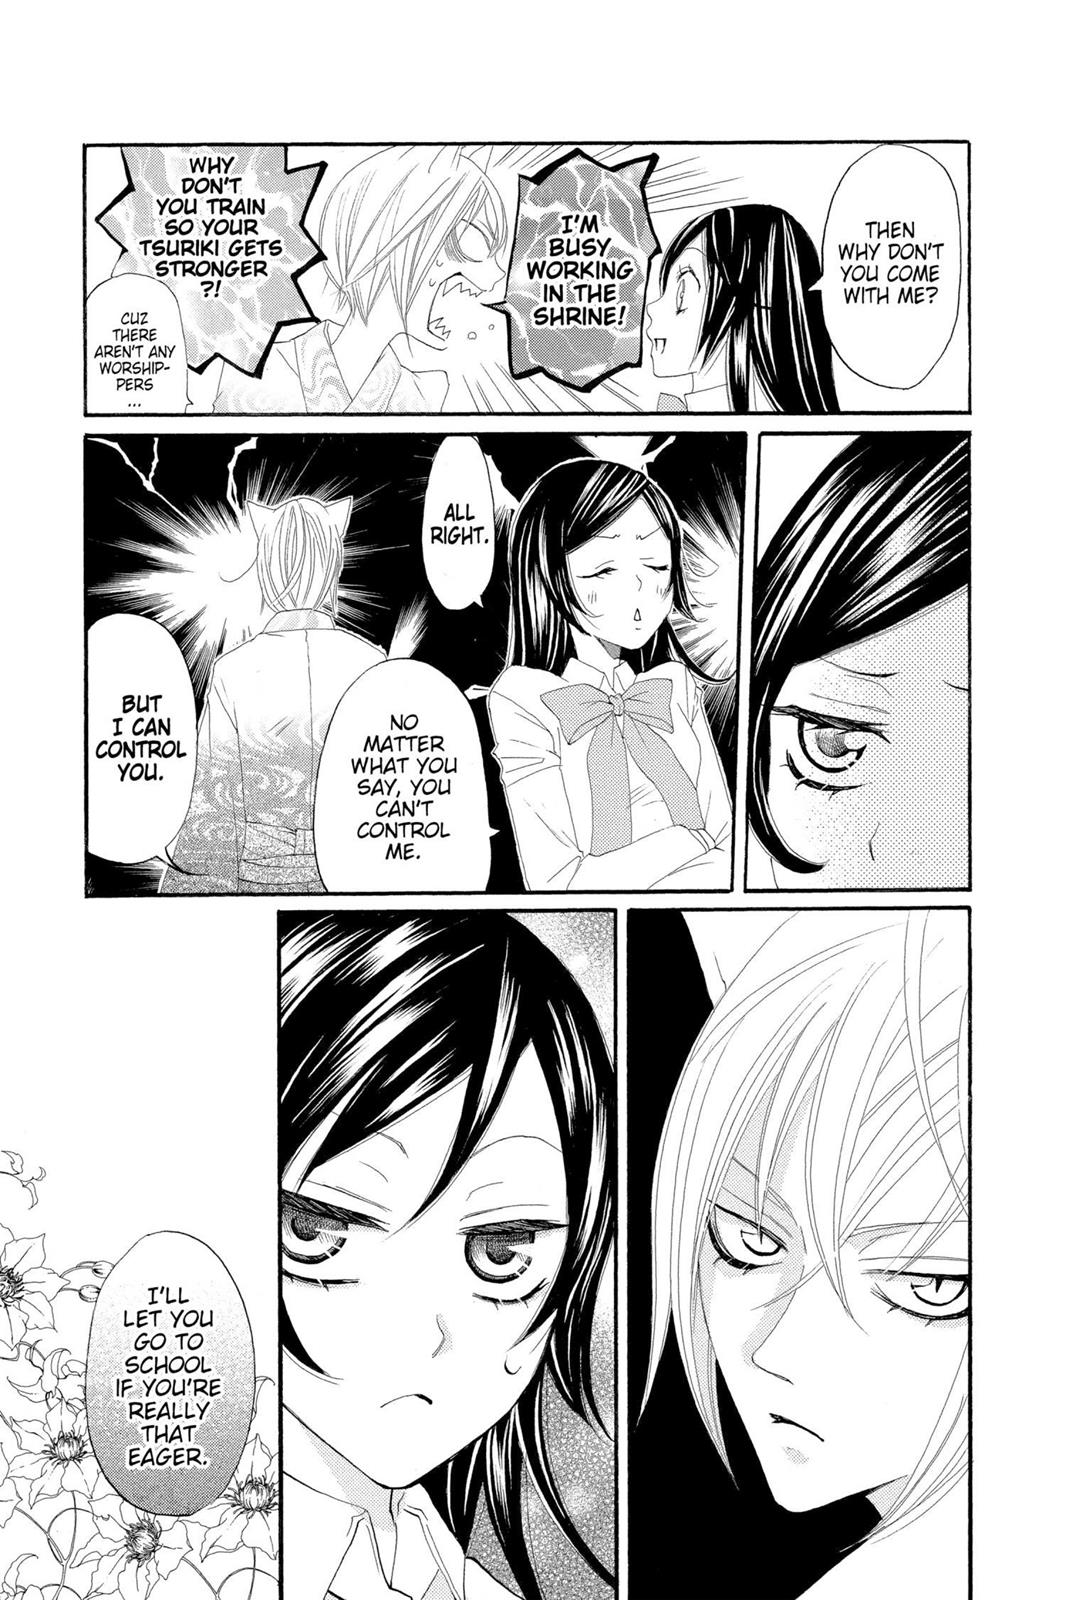 THEN
WHY DON'T
YOU COME
WITH ME?
I'M
BUSY
WORKING
IN THE
SHRINE!
WHY
DON'T
YOU TRAIN
SO YOUR
TSURIKI GETS
STRONGER
?!
CUZ
THERE
AREN'T ANY
WORSHIP-
PERS
...
ALL
RIGHT.
NO
MATTER
WHAT YOU
SAY, YOU
CAN'T
CONTROL
ME.
BUT
I CAN
CONTROL
YOU.
I'LL
LET YOU
GO TO
SCHOOL
IF YOU'RE
REALLY
THAT
EAGER.